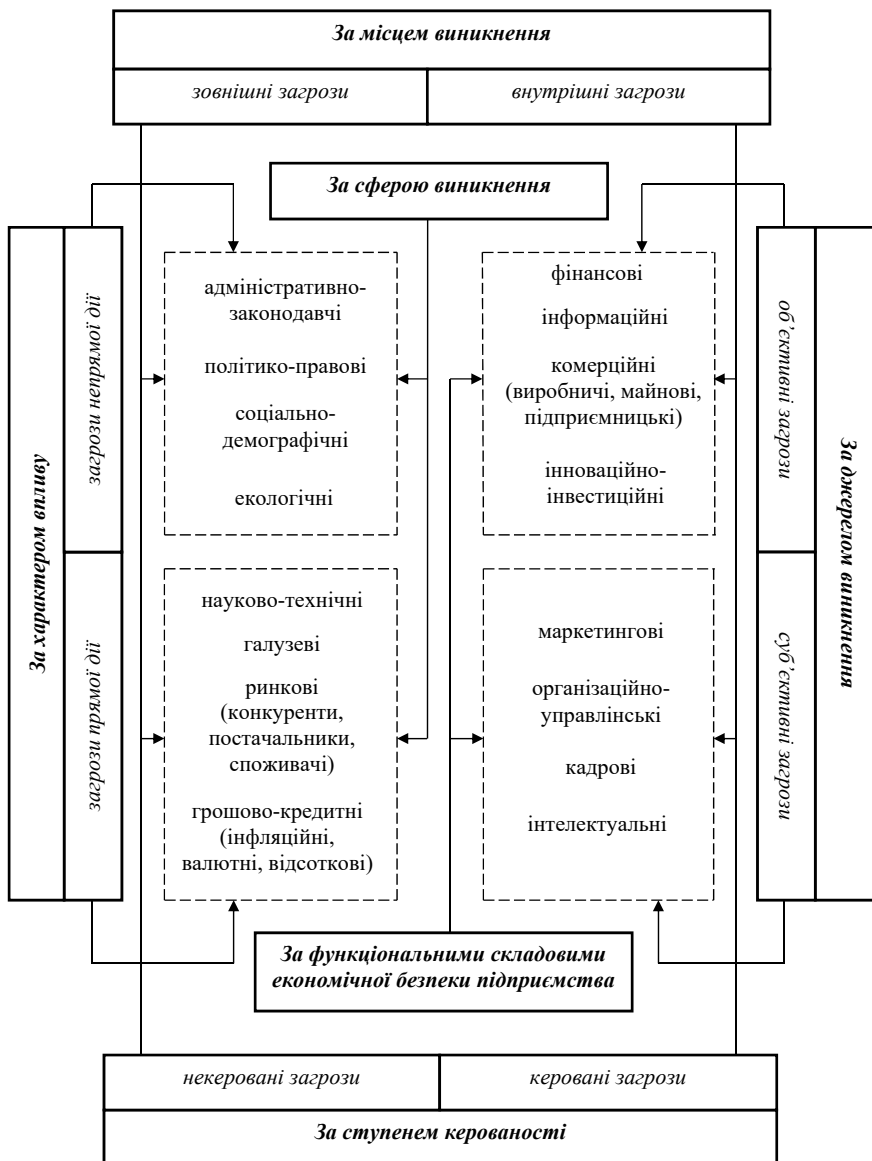 За місцем виникнення
зовнішні загрози
внутрішні загрози
За сферою виникнення
За характером впливу
загрози непрямої дії
загрози прямої дії
адміністративно-
законодавчі
політико-правові
соціально-
демографічні
екологічні
фінансові
інформаційні
комерційні
(виробничі, майнові,
підприємницькі)
інноваційно-
інвестиційні
науково-технічні
галузеві
ринкові
(конкуренти,
постачальники,
споживачі)
грошово-кредитні
(інфляційні,
валютні, відсоткові)
маркетингові
організаційно-
управлінські
кадрові
інтелектуальні
об’єктивні загрози
суб’єктивні загрози
За джерелом виникнення
За функціональними складовими
економічної безпеки підприємства
некеровані загрози
керовані загрози
За ступенем керованості